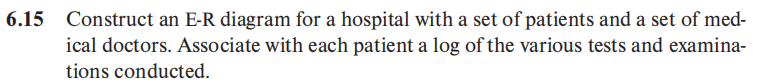 6.15 Construct an E-R diagram for a hospital with a set of patients and a set of med-
ical doctors. Associate with each patient a log of the various tests and examina-
tions conducted.